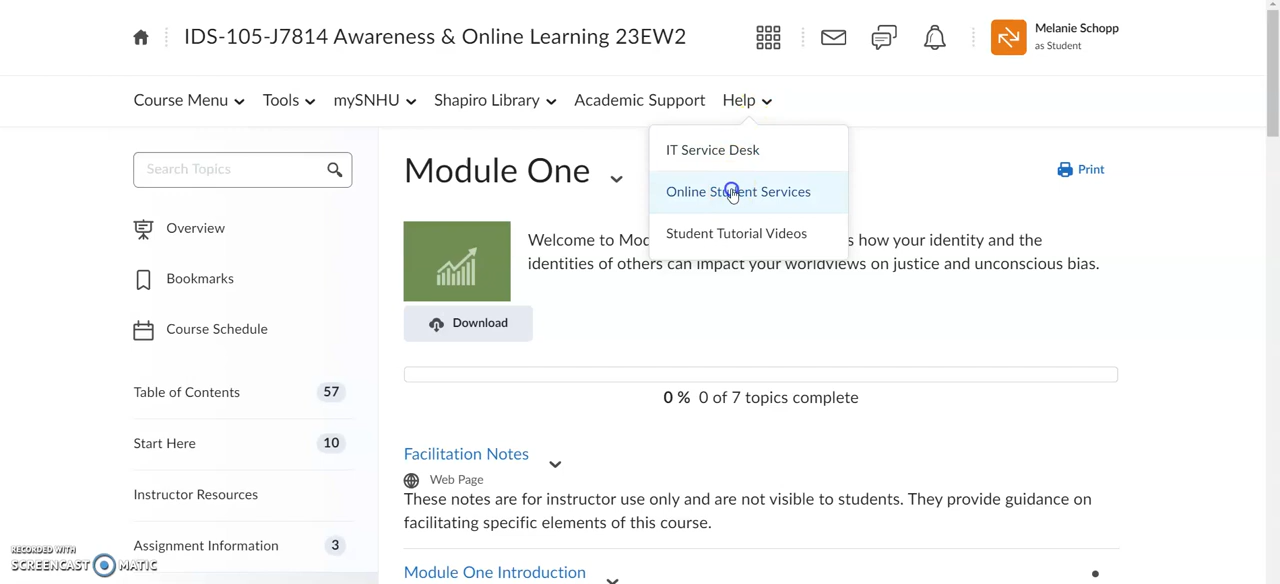 IDS-105-J7814 Awareness & Online Learning 23EW2
Melanie Schopp
as Student
Course Menu
Tools
mySNHU
Shapiro Library
Academic Support
Help
IT Service Desk
Online Student Services
Student Tutorial Videos
Search Topics
Overview
Bookmarks
Course Schedule
Table of Contents 57
Start Here 10
Instructor Resources
Assignment Information 3
Module One
Print
Welcome to Mod s how your identity and the
identities of others can impact your worldviews on justice and unconscious bias.
Download
0 % 0 of 7 topics complete
Facilitation Notes
Web Page
These notes are for instructor use only and are not visible to students. They provide guidance on
facilitating specific elements of this course.
Module One Introduction
RECORDED WITH
SCREENCAST MATIC